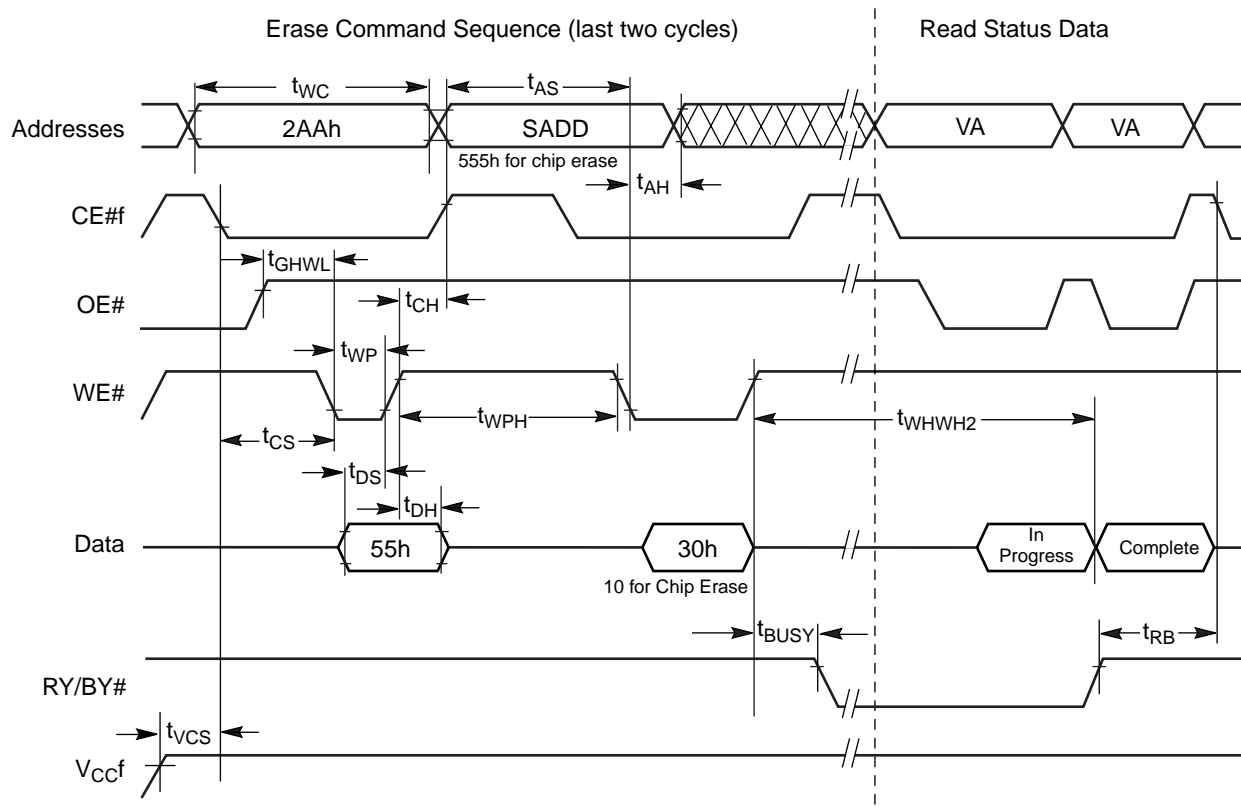 Erase Command Sequence (last two cycles)
Read Status Data
tWC
tAS
Addresses
2AAh
SADD
VA
VA
555h for chip erase
tAH
CE#f
tGHWL
OE#
tCH
tWP
WE#
tWPH
tWHWH2
tCS
tDS
tDH
Data
55h
30h
In
Progress
Complete
10 for Chip Erase
tBUSY
tRB
RY/BY#
tVCS
VCCf